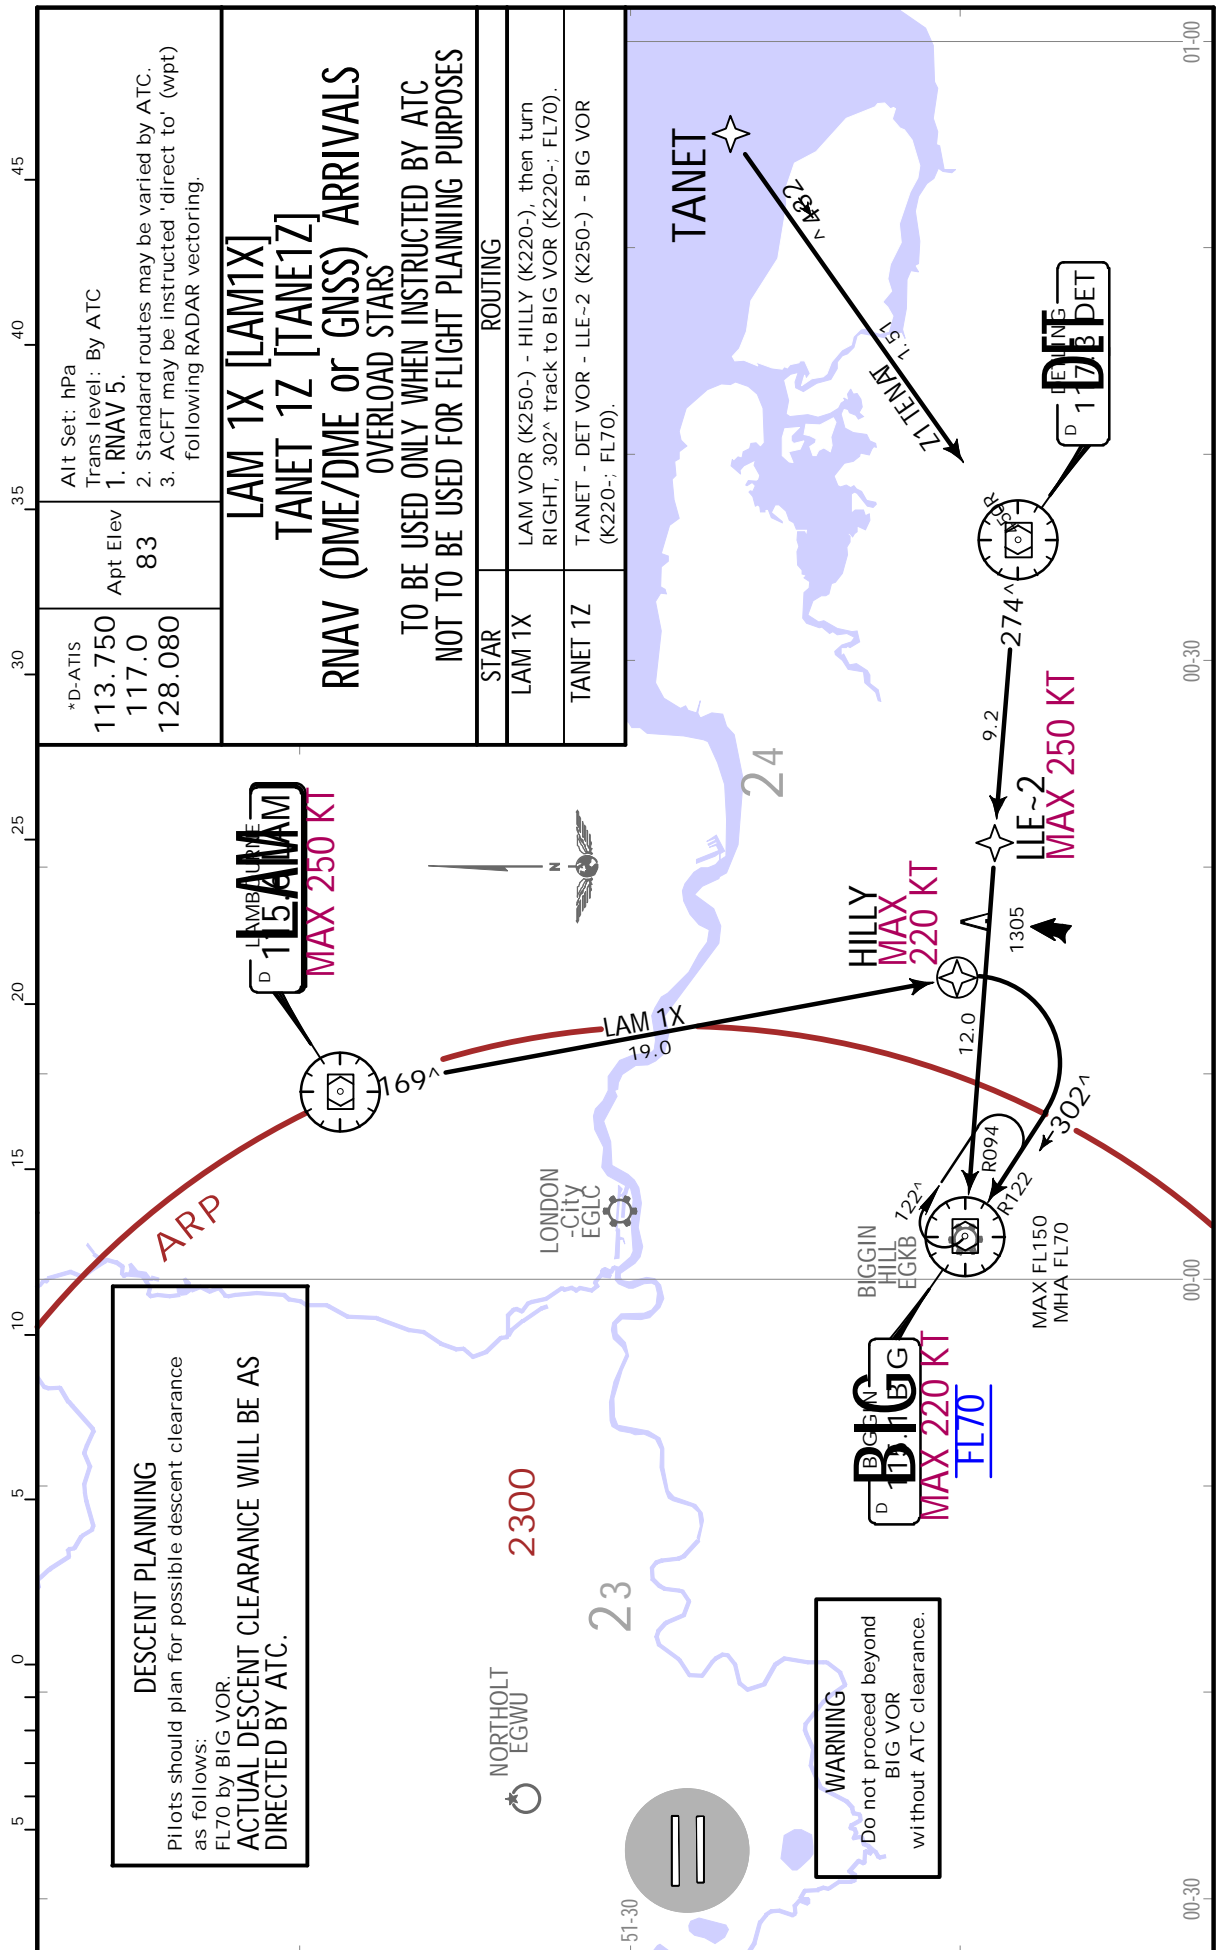 *D-ATIS
113.750
117.0
128.080
Apt Elev
83
Alt Set: hPa
Trans level: By ATC
1. RNAV 5.
2. Standard routes may be varied by ATC.
3. ACFT may be instructed 'direct to' (wpt)
following RADAR vectoring.
LAM 1X [LAM1X]
TANET 1Z [TANE1Z]
RNAV (DME/DME or GNSS) ARRIVALS
OVERLOAD STARS
TO BE USED ONLY WHEN INSTRUCTED BY ATC
NOT TO BE USED FOR FLIGHT PLANNING PURPOSES
STAR
ROUTING
LAM 1X
LAM VOR (K250-) - HILLY (K220-), then turn
RIGHT, 302^ track to BIG VOR (K220-; FL70).
TANET 1Z
TANET - DET VOR - LLE~2 (K250-) - BIG VOR
(K220-; FL70).
DESCENT PLANNING
Pilots should plan for possible descent clearance
as follows:
FL70 by BIG VOR.
ACTUAL DESCENT CLEARANCE WILL BE AS
DIRECTED BY ATC.
5
0
5
10
15
20
25
30
35
40
45
ARP
D
LAM
MAX 250 KT
169^
LAM 1X
19.0
N
NORTHOLT
EGWU
2300
23
24
LONDON
-City
EGLC
TANET
1.51
HILLY
MAX
220 KT
D
DET
274^
9.2
LLE~2
MAX 250 KT
1305
12.0
302^
R094
R122
122^
BIGGIN
HILL
EGKB
MAX FL150
MHA FL70
D
BIG
MAX 220 KT
FL70
WARNING
Do not proceed beyond
BIG VOR
without ATC clearance.
51-30
00-30
00-00
00-30
01-00